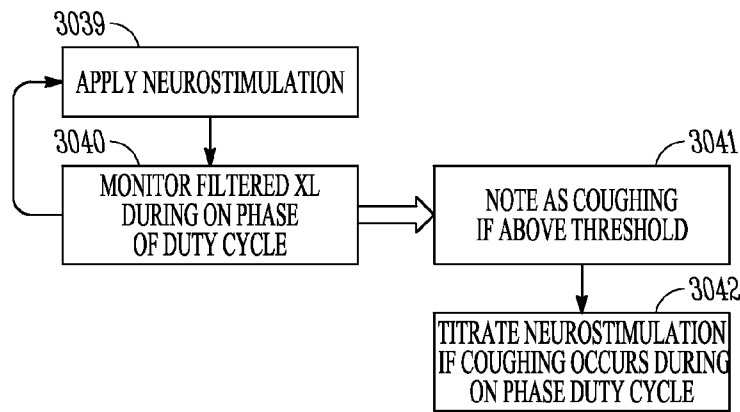 3039
APPLY NEUROSTIMULATION
3040
MONITOR FILTERED XL
DURING ON PHASE
OF DUTY CYCLE
3041
NOTE AS COUGHING
IF ABOVE THRESHOLD
3042
TITRATE NEUROSTIMULATION
IF COUGHING OCCURS DURING
ON PHASE DUTY CYCLE